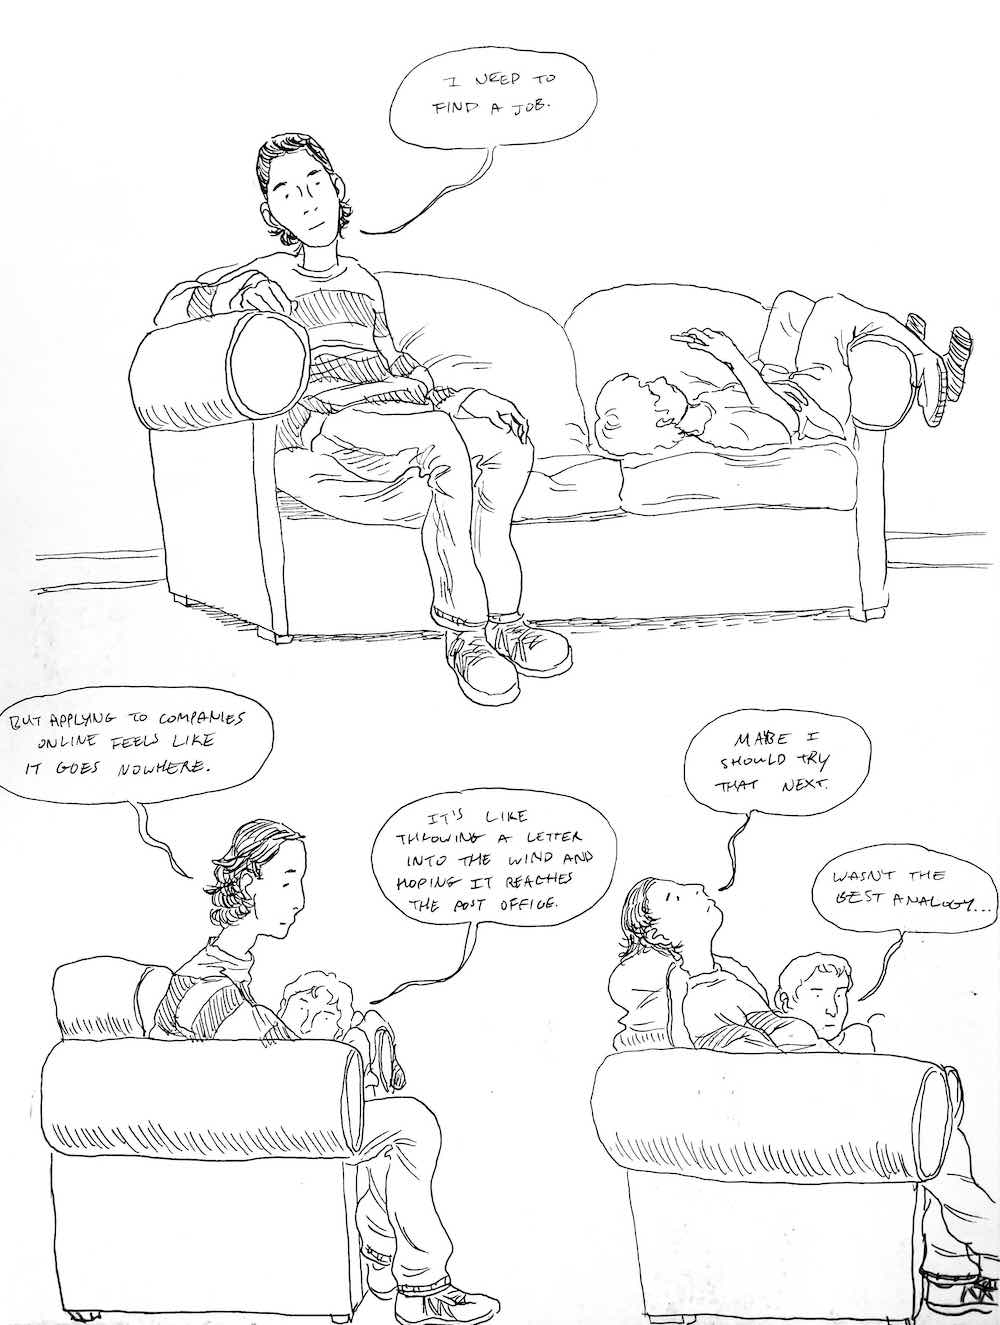 I NEED TO
FIND A JOB.
BUT APPLYING TO COMPANIES
ONLINE FEELS LIKE
IT GOES NOWHERE.
IT'S LIKE
THROWING A LETTER
INTO THE WIND AND
HOPING IT REACHES
THE POST OFFICE.
MABE I
SHOULD TRY
THAT NEXT.
WASN'T THE
BEST ANALOGY...